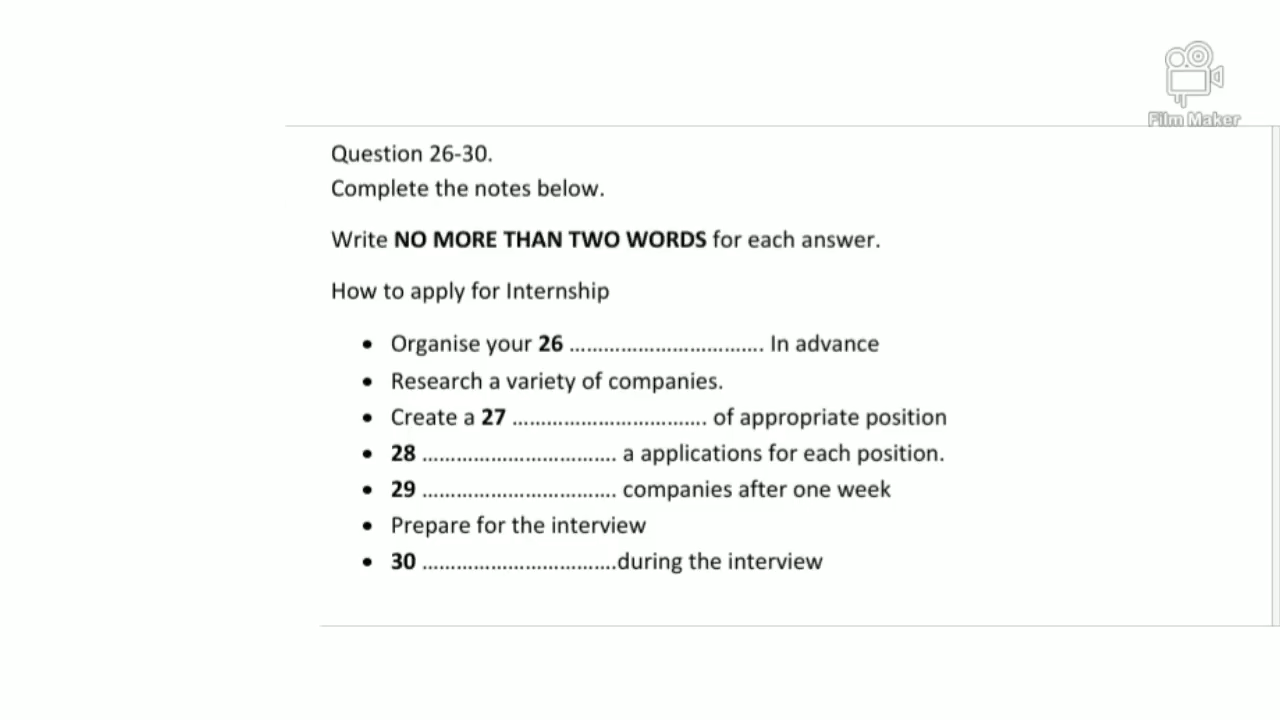 Film Maker
Question 26-30.
Complete the notes below.
Write NO MORE THAN TWO WORDS for each answer.
How to apply for Internship
• Organise your 26 .................................. In advance
• Research a variety of companies.
• Create a 27 .................................. of appropriate position
• 28 .................................. a applications for each position.
• 29 .................................. companies after one week
• Prepare for the interview
• 30 ..................................during the interview